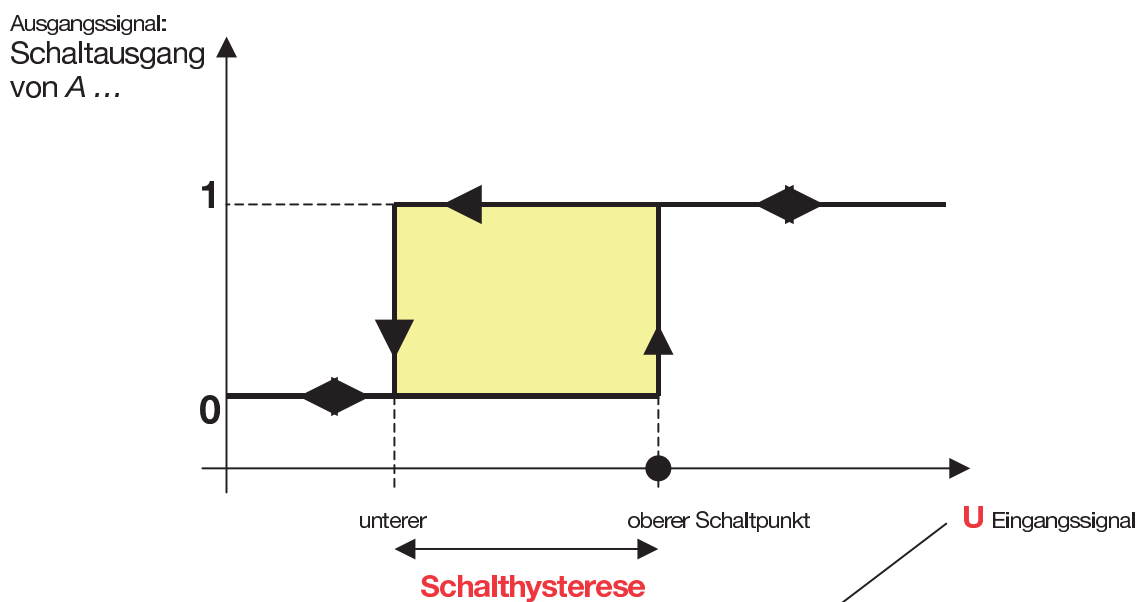 Ausgangssignal:
Schaltausgang
von A ...
1
0
unterer
oberer Schaltpunkt
U Eingangssignal
Schalthysterese